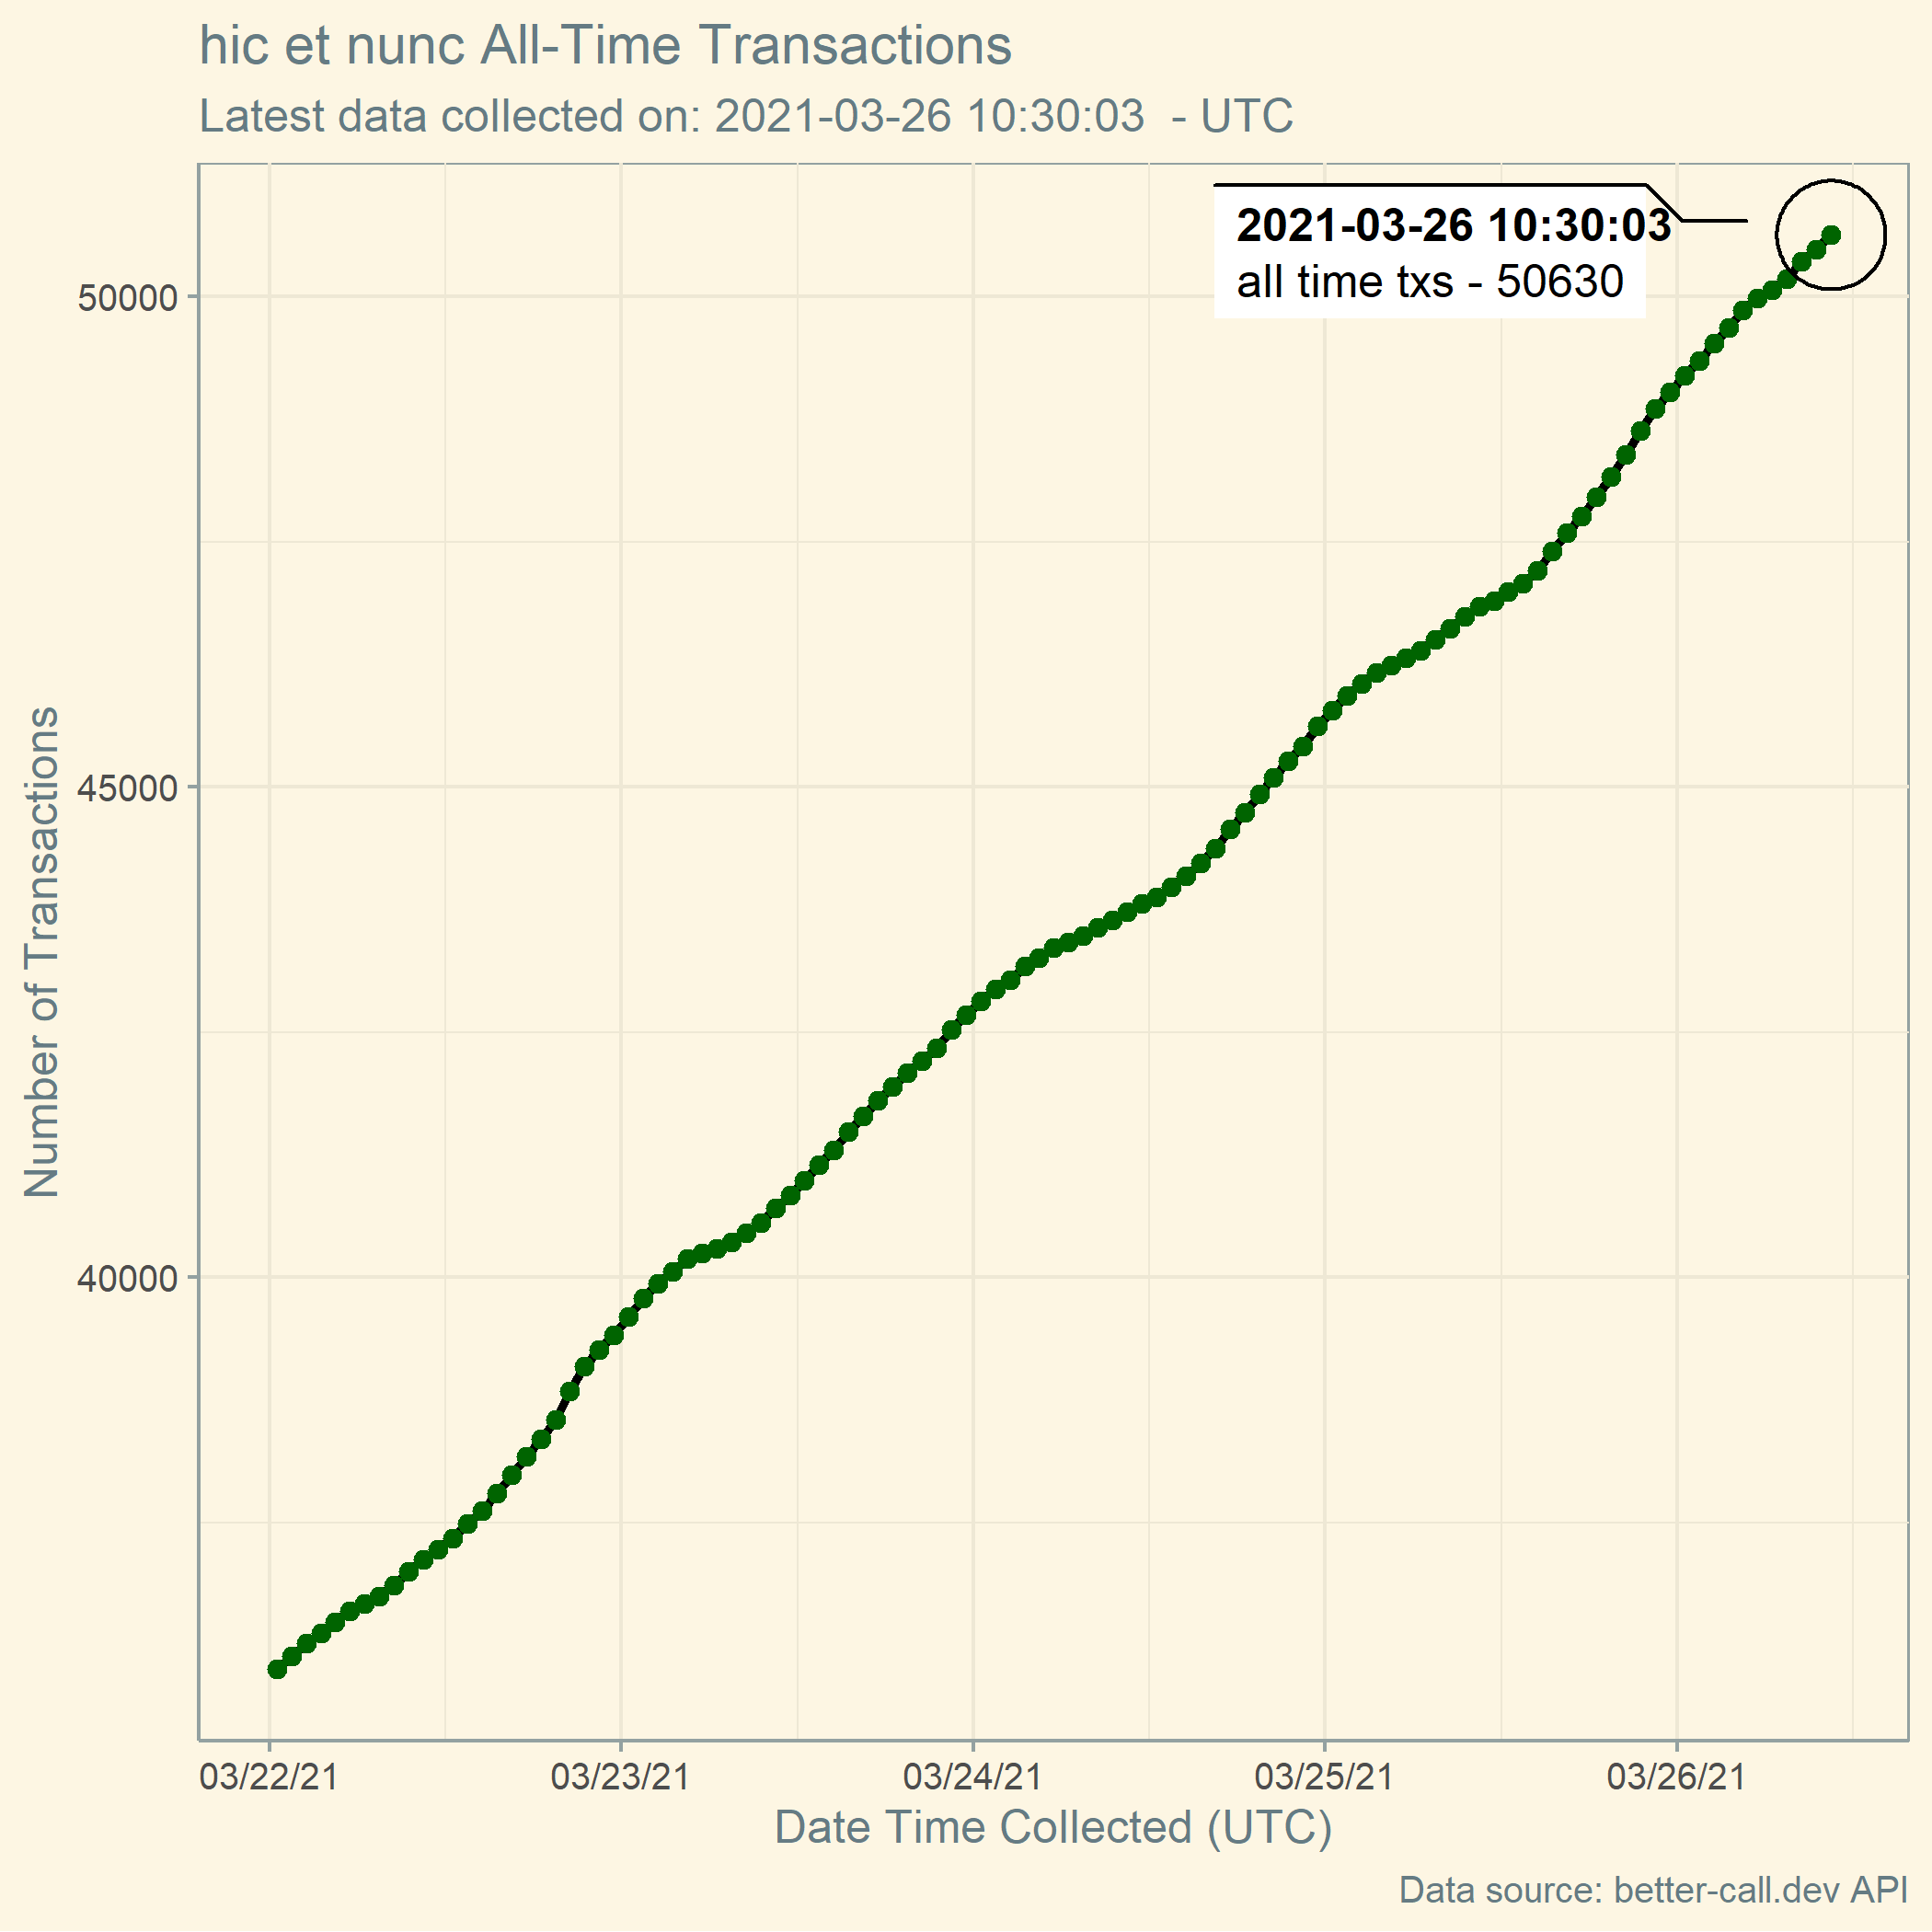 hic et nunc All-Time Transactions
Latest data collected on: 2021-03-26 10:30:03  - UTC
2021-03-26 10:30:03
all time txs - 50630
50000
45000
40000
Number of Transactions
03/22/21 03/23/21 03/24/21 03/25/21 03/26/21
Date Time Collected (UTC)
Data source: better-call.dev API